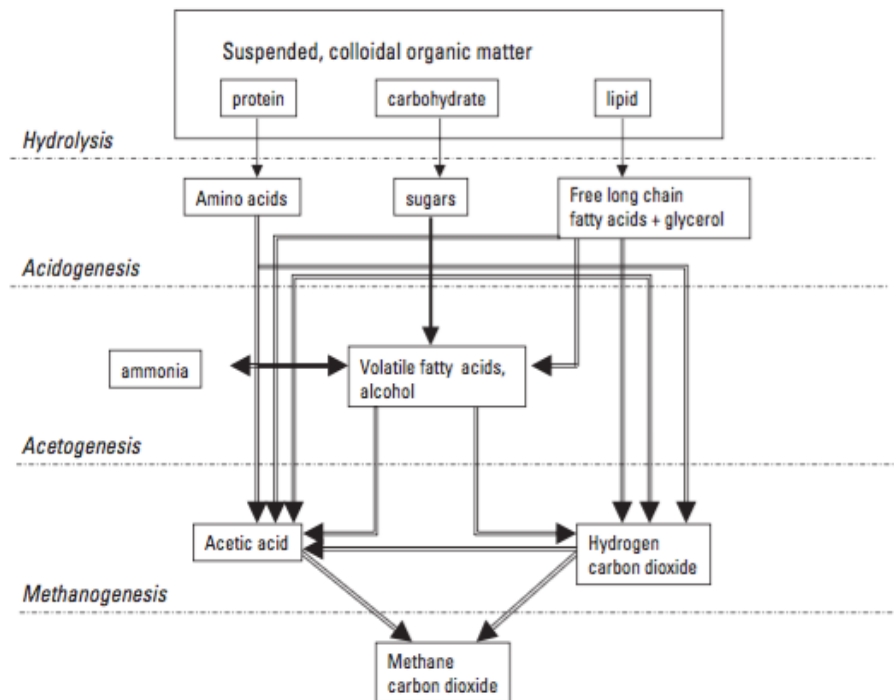 Suspended, colloidal organic matter
protein
carbohydrate
lipid
Hydrolysis
Amino acids
sugars
Free long chain
fatty acids + glycerol
Acidogenesis
ammonia
Volatile fatty acids,
alcohol
Acetogenesis
Acetic acid
Hydrogen
carbon dioxide
Methanogenesis
Methane
carbon dioxide